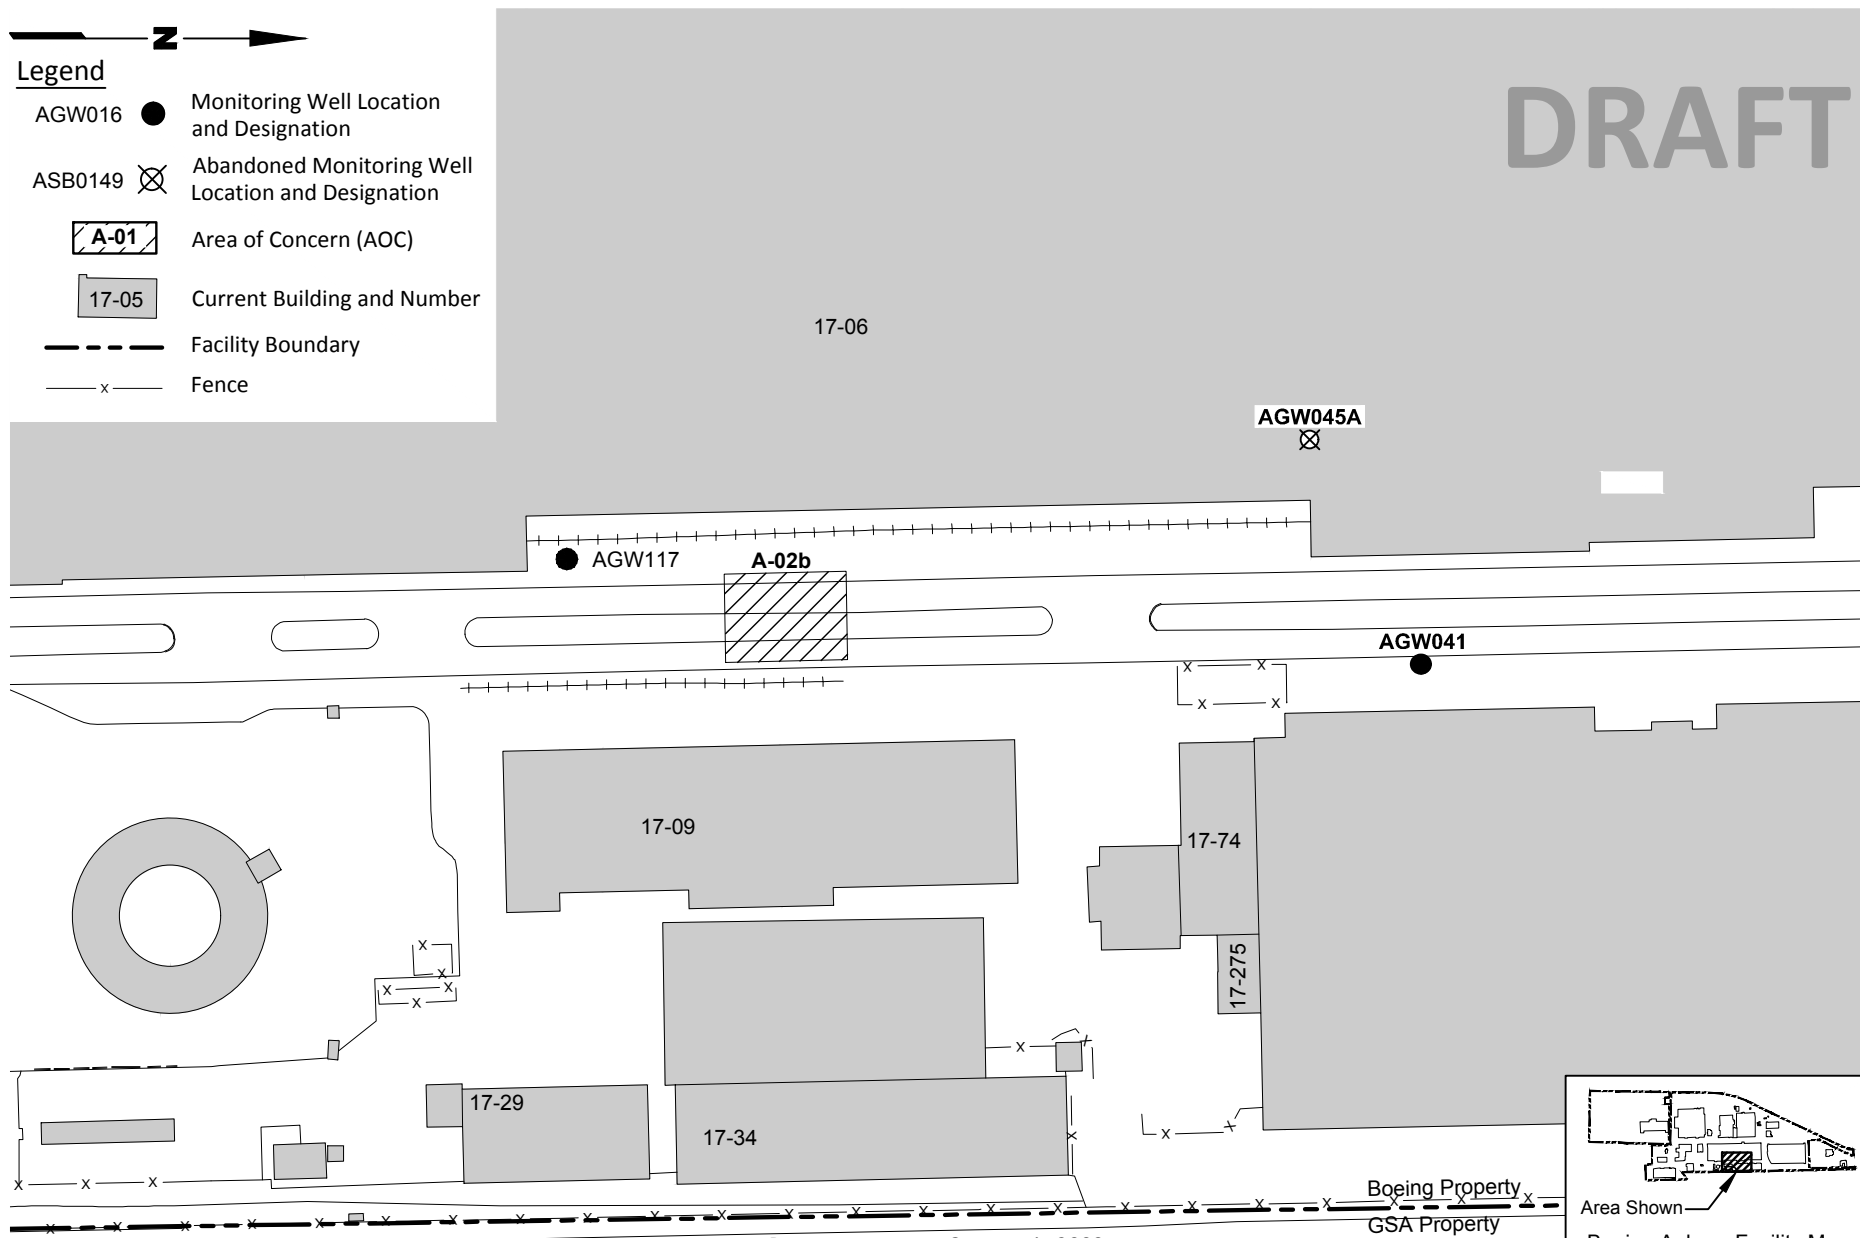 N
Legend
AGW016
Monitoring Well Location
and Designation
ASB0149
Abandoned Monitoring Well
Location and Designation
A-01
Area of Concern (AOC)
17-05
Current Building and Number
Facility Boundary
x
Fence
DRAFT
17-06
AGW045A
AGW117
A-02b
AGW041
17-09
17-74
17-275
17-29
17-34
Boeing Property
GSA Property
Area Shown